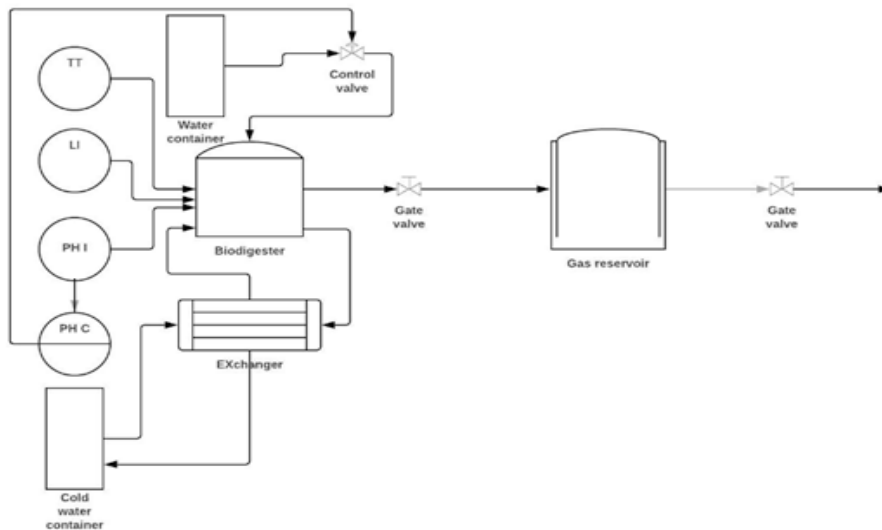 TT
Control
valve
Water
container
LI
PH I
Biodigester
Gate
valve
Gas reservoir
Gate
valve
PH C
EXchanger
Cold
water
container